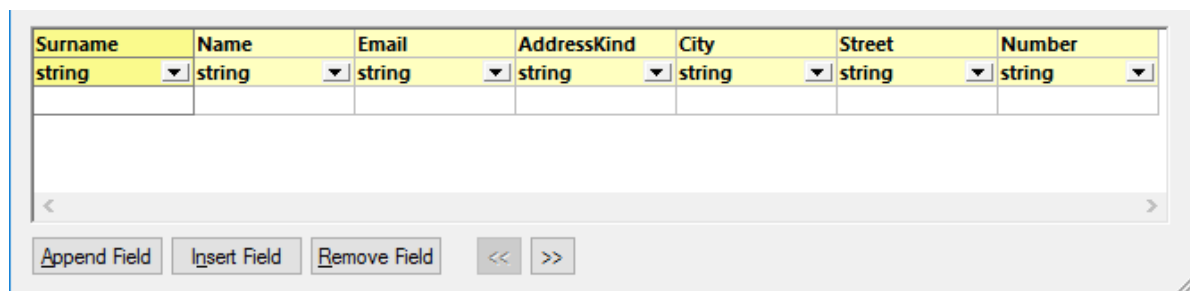 Surname Name Email AddressKind City Street Number
string string string string string string string
Append Field Insert Field Remove Field << >>